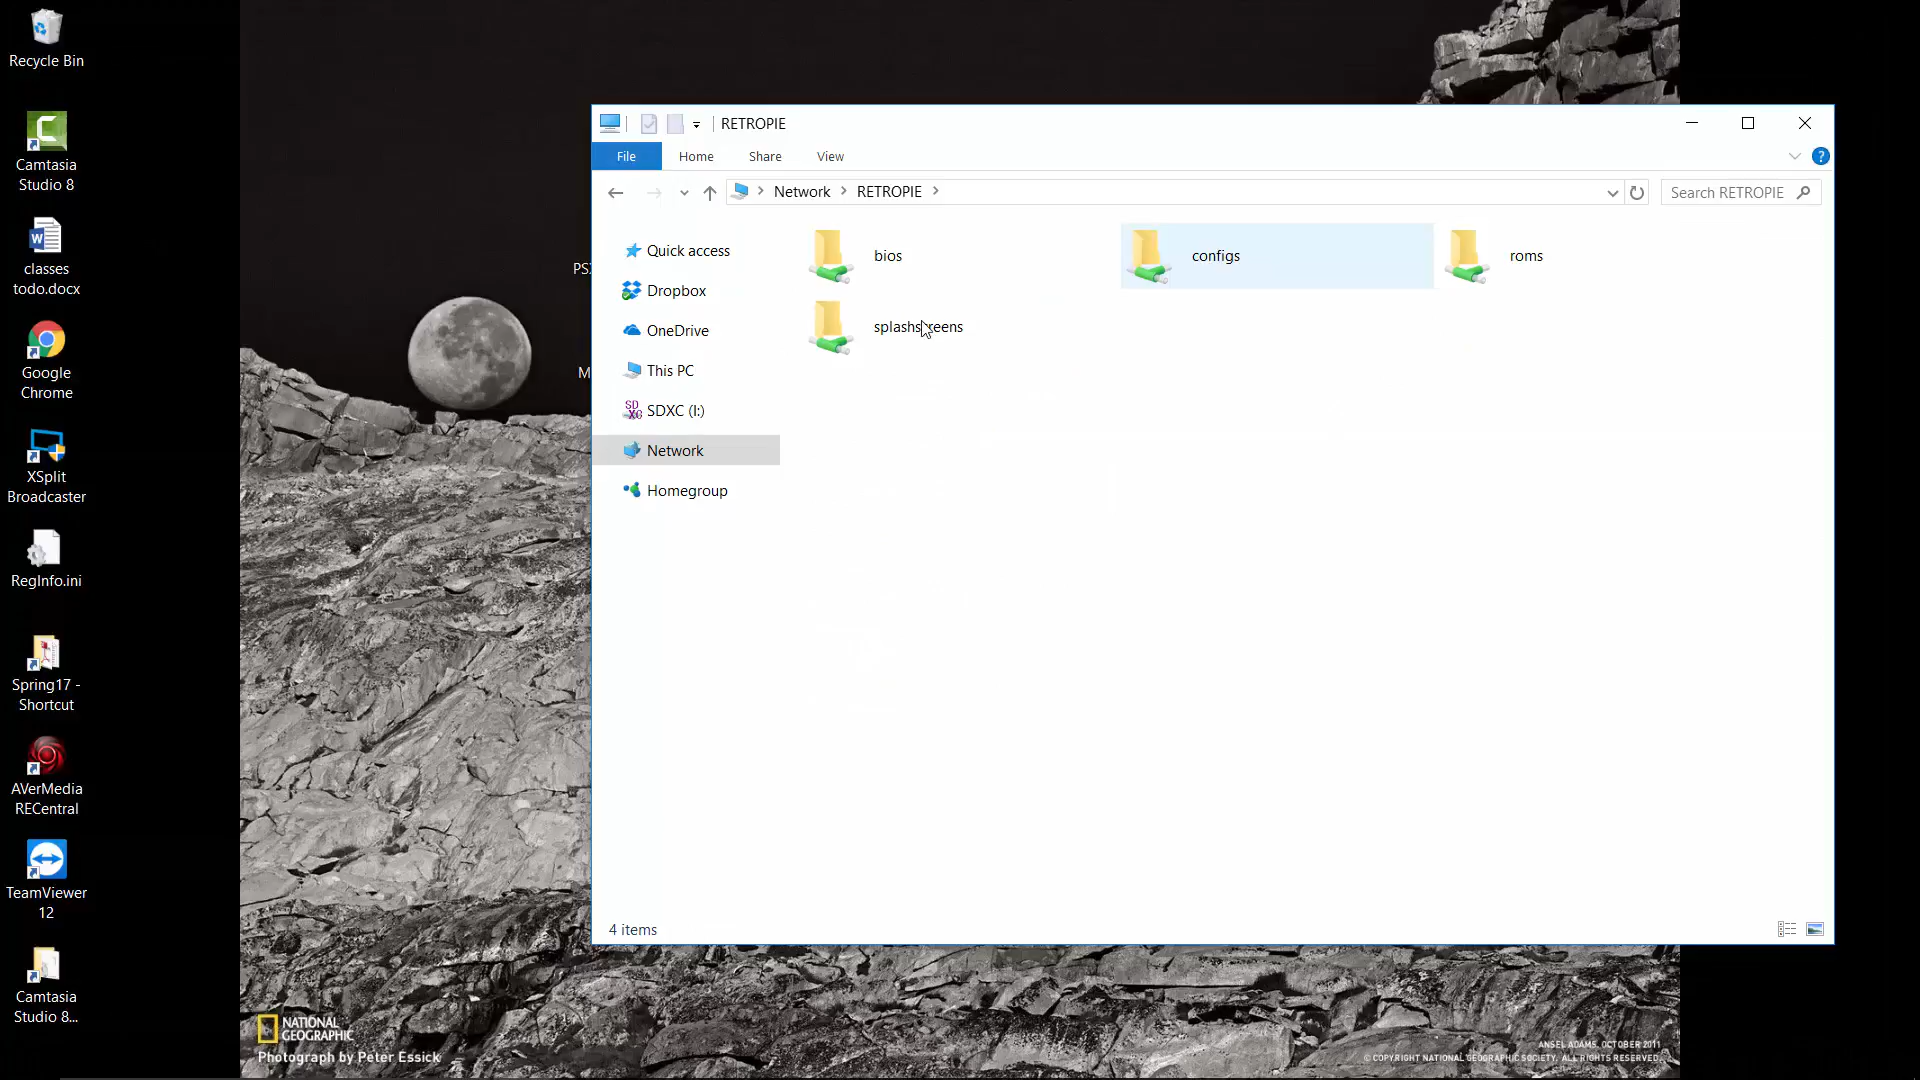 Recycle Bin
Camtasia
Studio 8
classes
todo.docx
Google
Chrome
XSplit
Broadcaster
RegInfo.ini
Spring17 -
Shortcut
AVerMedia
RECentral
TeamViewer
12
Camtasia
Studio 8...
RETROPIE
File Home Share View
Network RETROPIE
Search RETROPIE
Quick access
Dropbox
OneDrive
This PC
SDXC (I:)
Network
Homegroup
bios configs roms
splashscreens
4 items
NATIONAL
GEOGRAPHIC
Photograph by Peter Essick
ANSEL ADAMS, OCTOBER 2011
© COPYRIGHT NATIONAL GEOGRAPHIC SOCIETY. ALL RIGHTS RESERVED.